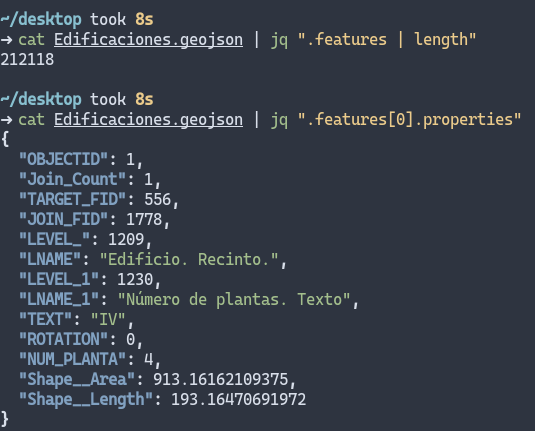 ~/desktop took 8s
➜ cat Edificaciones.geojson | jq ".features | length"
212118
~/desktop took 8s
➜ cat Edificaciones.geojson | jq ".features[0].properties"
{
  "OBJECTID": 1,
  "Join_Count": 1,
  "TARGET_FID": 556,
  "JOIN_FID": 1778,
  "LEVEL_": 1209,
  "LNAME": "Edificio. Recinto.",
  "LEVEL_1": 1230,
  "LNAME_1": "Número de plantas. Texto",
  "TEXT": "IV",
  "ROTATION": 0,
  "NUM_PLANTA": 4,
  "Shape__Area": 913.16162109375,
  "Shape__Length": 193.16470691972
}